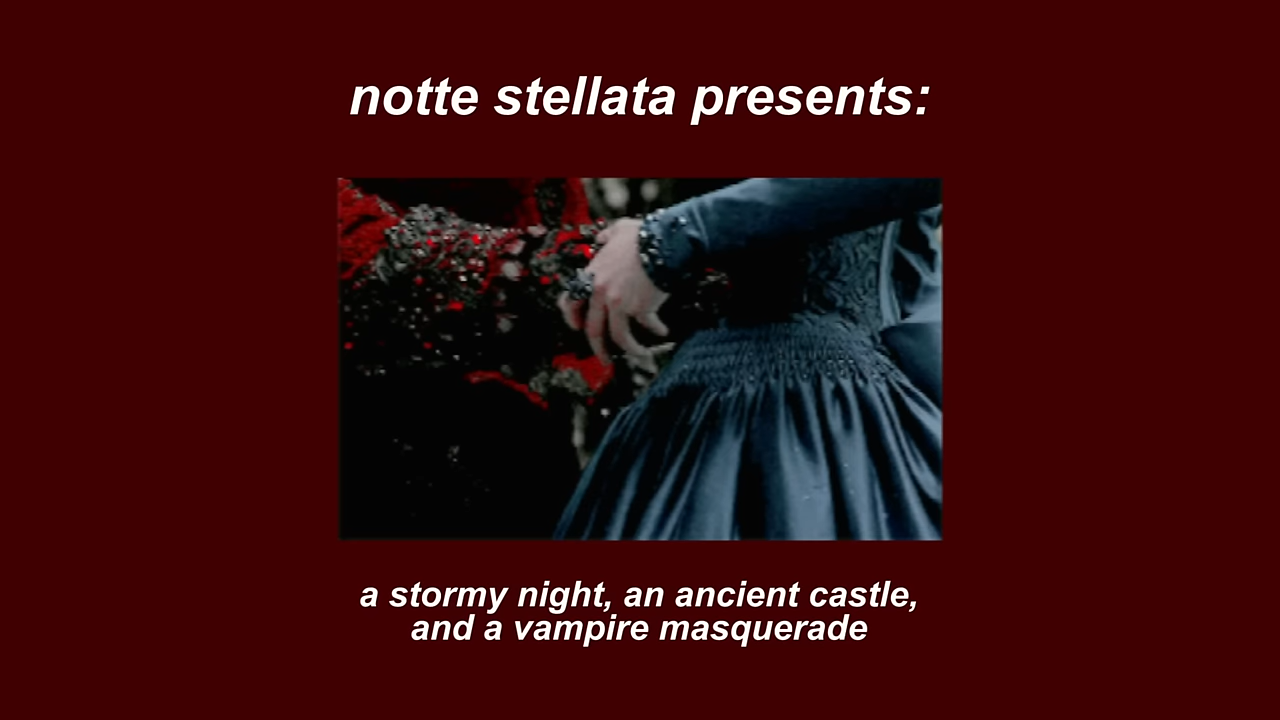 notte stellata presents:
a stormy night, an ancient castle,
and a vampire masquerade